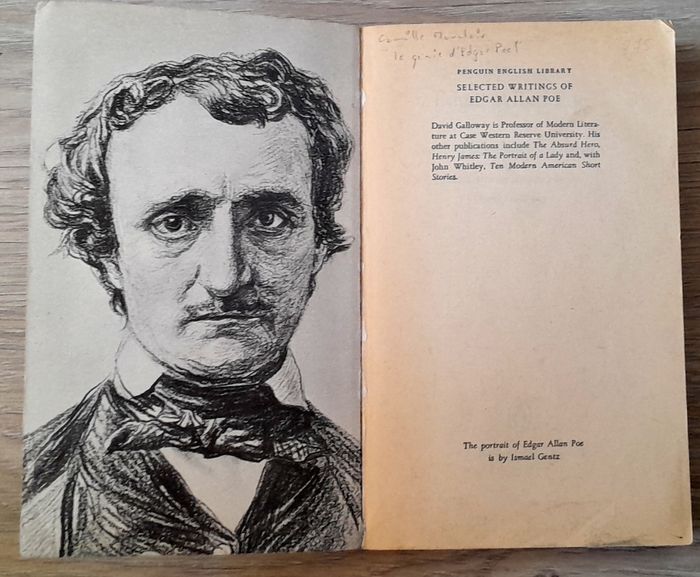 Camille Mauclair
"le génie d'Edgar Poe"
PENGUIN ENGLISH LIBRARY
SELECTED WRITINGS OF
EDGAR ALLAN POE
David Galloway is Professor of Modern Litera-
ture at Case Western Reserve University. His
other publications include The Absurd Hero,
Henry James: The Portrait of a Lady and, with
John Whitley, Ten Modern American Short
Stories.
The portrait of Edgar Allan Poe
is by Ismael Gentz